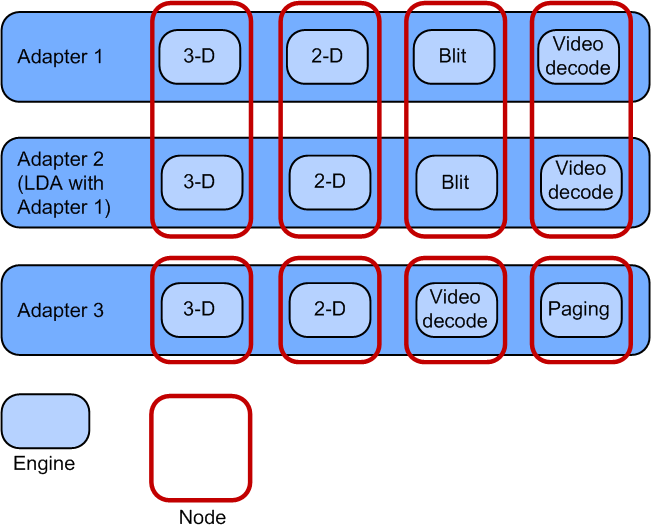 Adapter 1
3-D
2-D
Blit
Video
decode
Adapter 2
(LDA with
Adapter 1)
3-D
2-D
Blit
Video
decode
Adapter 3
3-D
2-D
Video
decode
Paging
Engine
Node